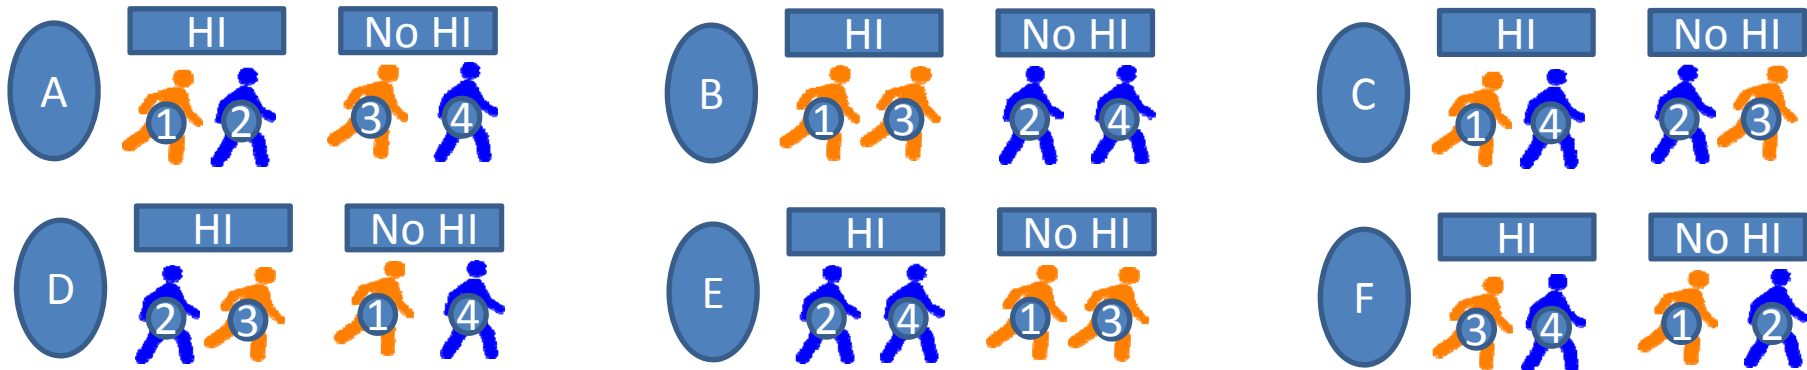 A HI No HI
1 2 3 4
B HI No HI
1 3 2 4
C HI No HI
1 4 2 3
D HI No HI
2 3 1 4
E HI No HI
2 4 1 3
F HI No HI
3 4 1 2